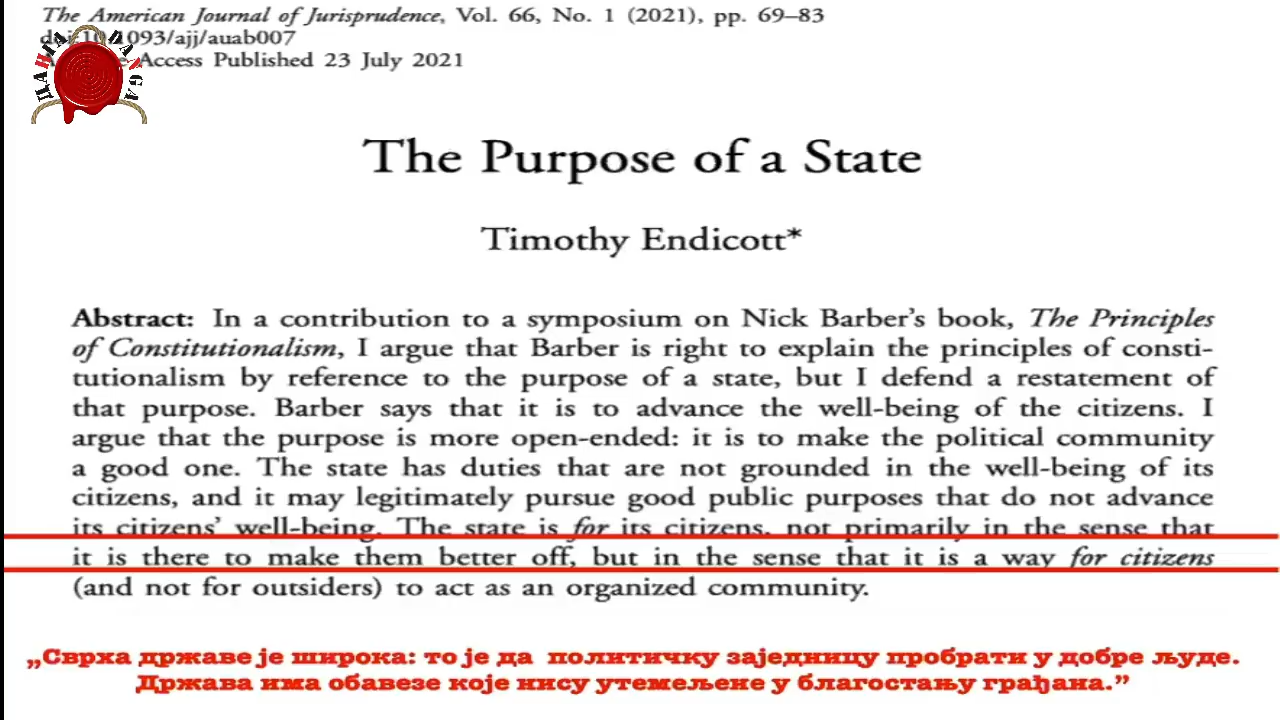 The American Journal of Jurisprudence, Vol. 66, No. 1 (2021), pp. 69–83
093/ajj/auab007
Access Published 23 July 2021
The Purpose of a State
Timothy Endicott*
Abstract: In a contribution to a symposium on Nick Barber's book, The Principles
of Constitutionalism, I argue that Barber is right to explain the principles of consti-
tutionalism by reference to the purpose of a state, but I defend a restatement of
that purpose. Barber says that it is to advance the well-being of the citizens. I
argue that the purpose is more open-ended: it is to make the political community
a good one. The state has duties that are not grounded in the well-being of its
citizens, and it may legitimately pursue good public purposes that do not advance
its citizens' well-being. The state is for its citizens, not primarily in the sense that
it is there to make them better off, but in the sense that it is a way for citizens
(and not for outsiders) to act as an organized community.
„Сврха државе је широка: то је да политичку заједницу пробрати у добре људе.
Држава има обавезе које нису утемељене у благостању грађана.”